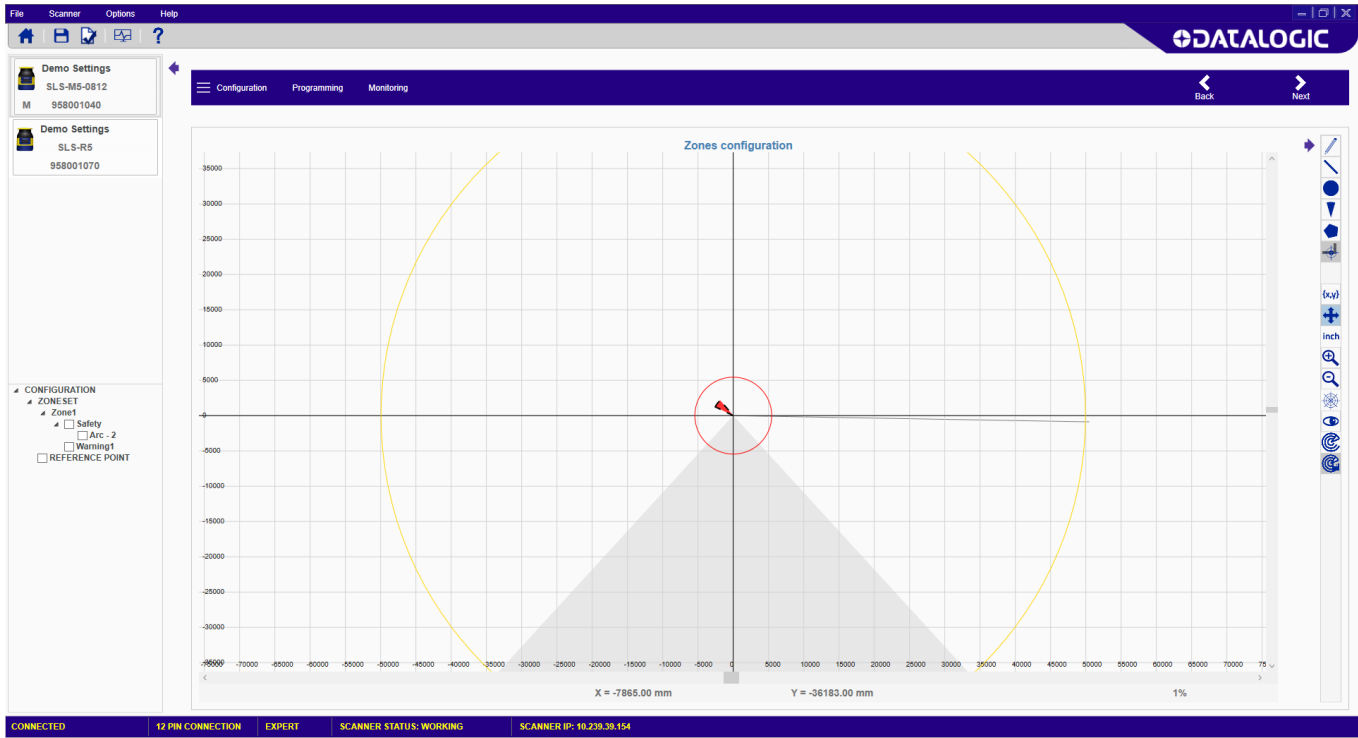 File Scanner Options Help
DATALOGIC
Demo Settings
SLS-M5-0812
M 958001040
Demo Settings
SLS-R5
958001070
Configuration Programming Monitoring Back Next
Zones configuration
35000
30000
25000
20000
15000
10000
5000
0
-5000
-10000
-15000
-20000
-25000
-30000
-70000 -65000 -60000 -55000 -50000 -45000 -40000 -35000 -30000 -25000 -20000 -15000 -10000 -5000 0 5000 10000 15000 20000 25000 30000 35000 40000 45000 50000 55000 60000 65000 70000 75
X = -7865.00 mm Y = -36183.00 mm 1%
{x,y}
inch
CONFIGURATION
ZONESET
Zone1
Safety
Arc - 2
Warning1
REFERENCE POINT
CONNECTED 12 PIN CONNECTION EXPERT SCANNER STATUS: WORKING SCANNER IP: 10.239.39.154